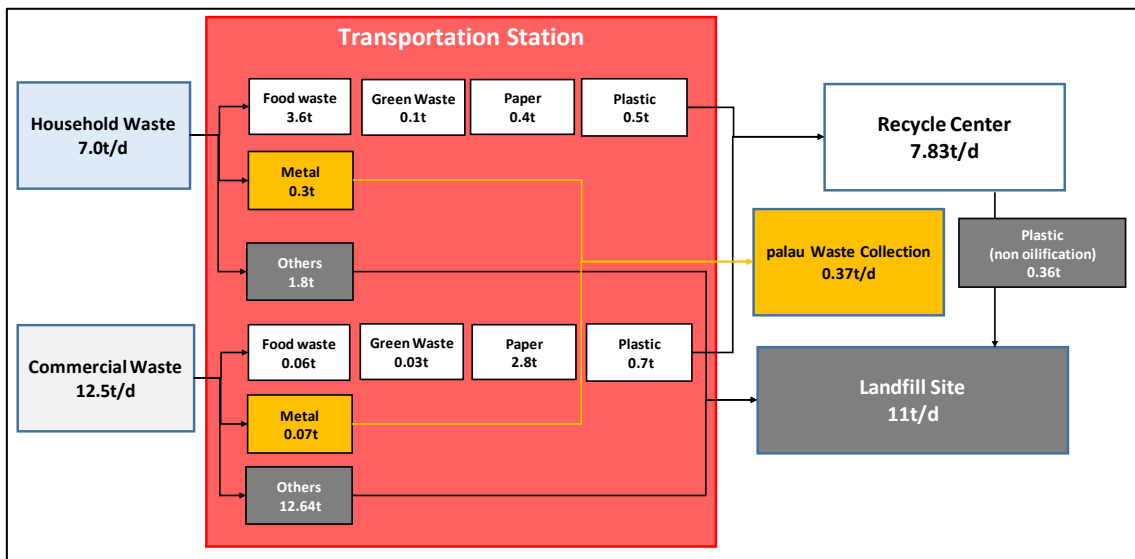 Transportation Station
Household Waste
7.0t/d
Food waste
3.6t
Green Waste
0.1t
Paper
0.4t
Plastic
0.5t
Metal
0.3t
Others
1.8t
Recycle Center
7.83t/d
palau Waste Collection
0.37t/d
Plastic
(non oilification)
0.36t
Commercial Waste
12.5t/d
Food waste
0.06t
Green Waste
0.03t
Paper
2.8t
Plastic
0.7t
Metal
0.07t
Others
12.64t
Landfill Site
11t/d